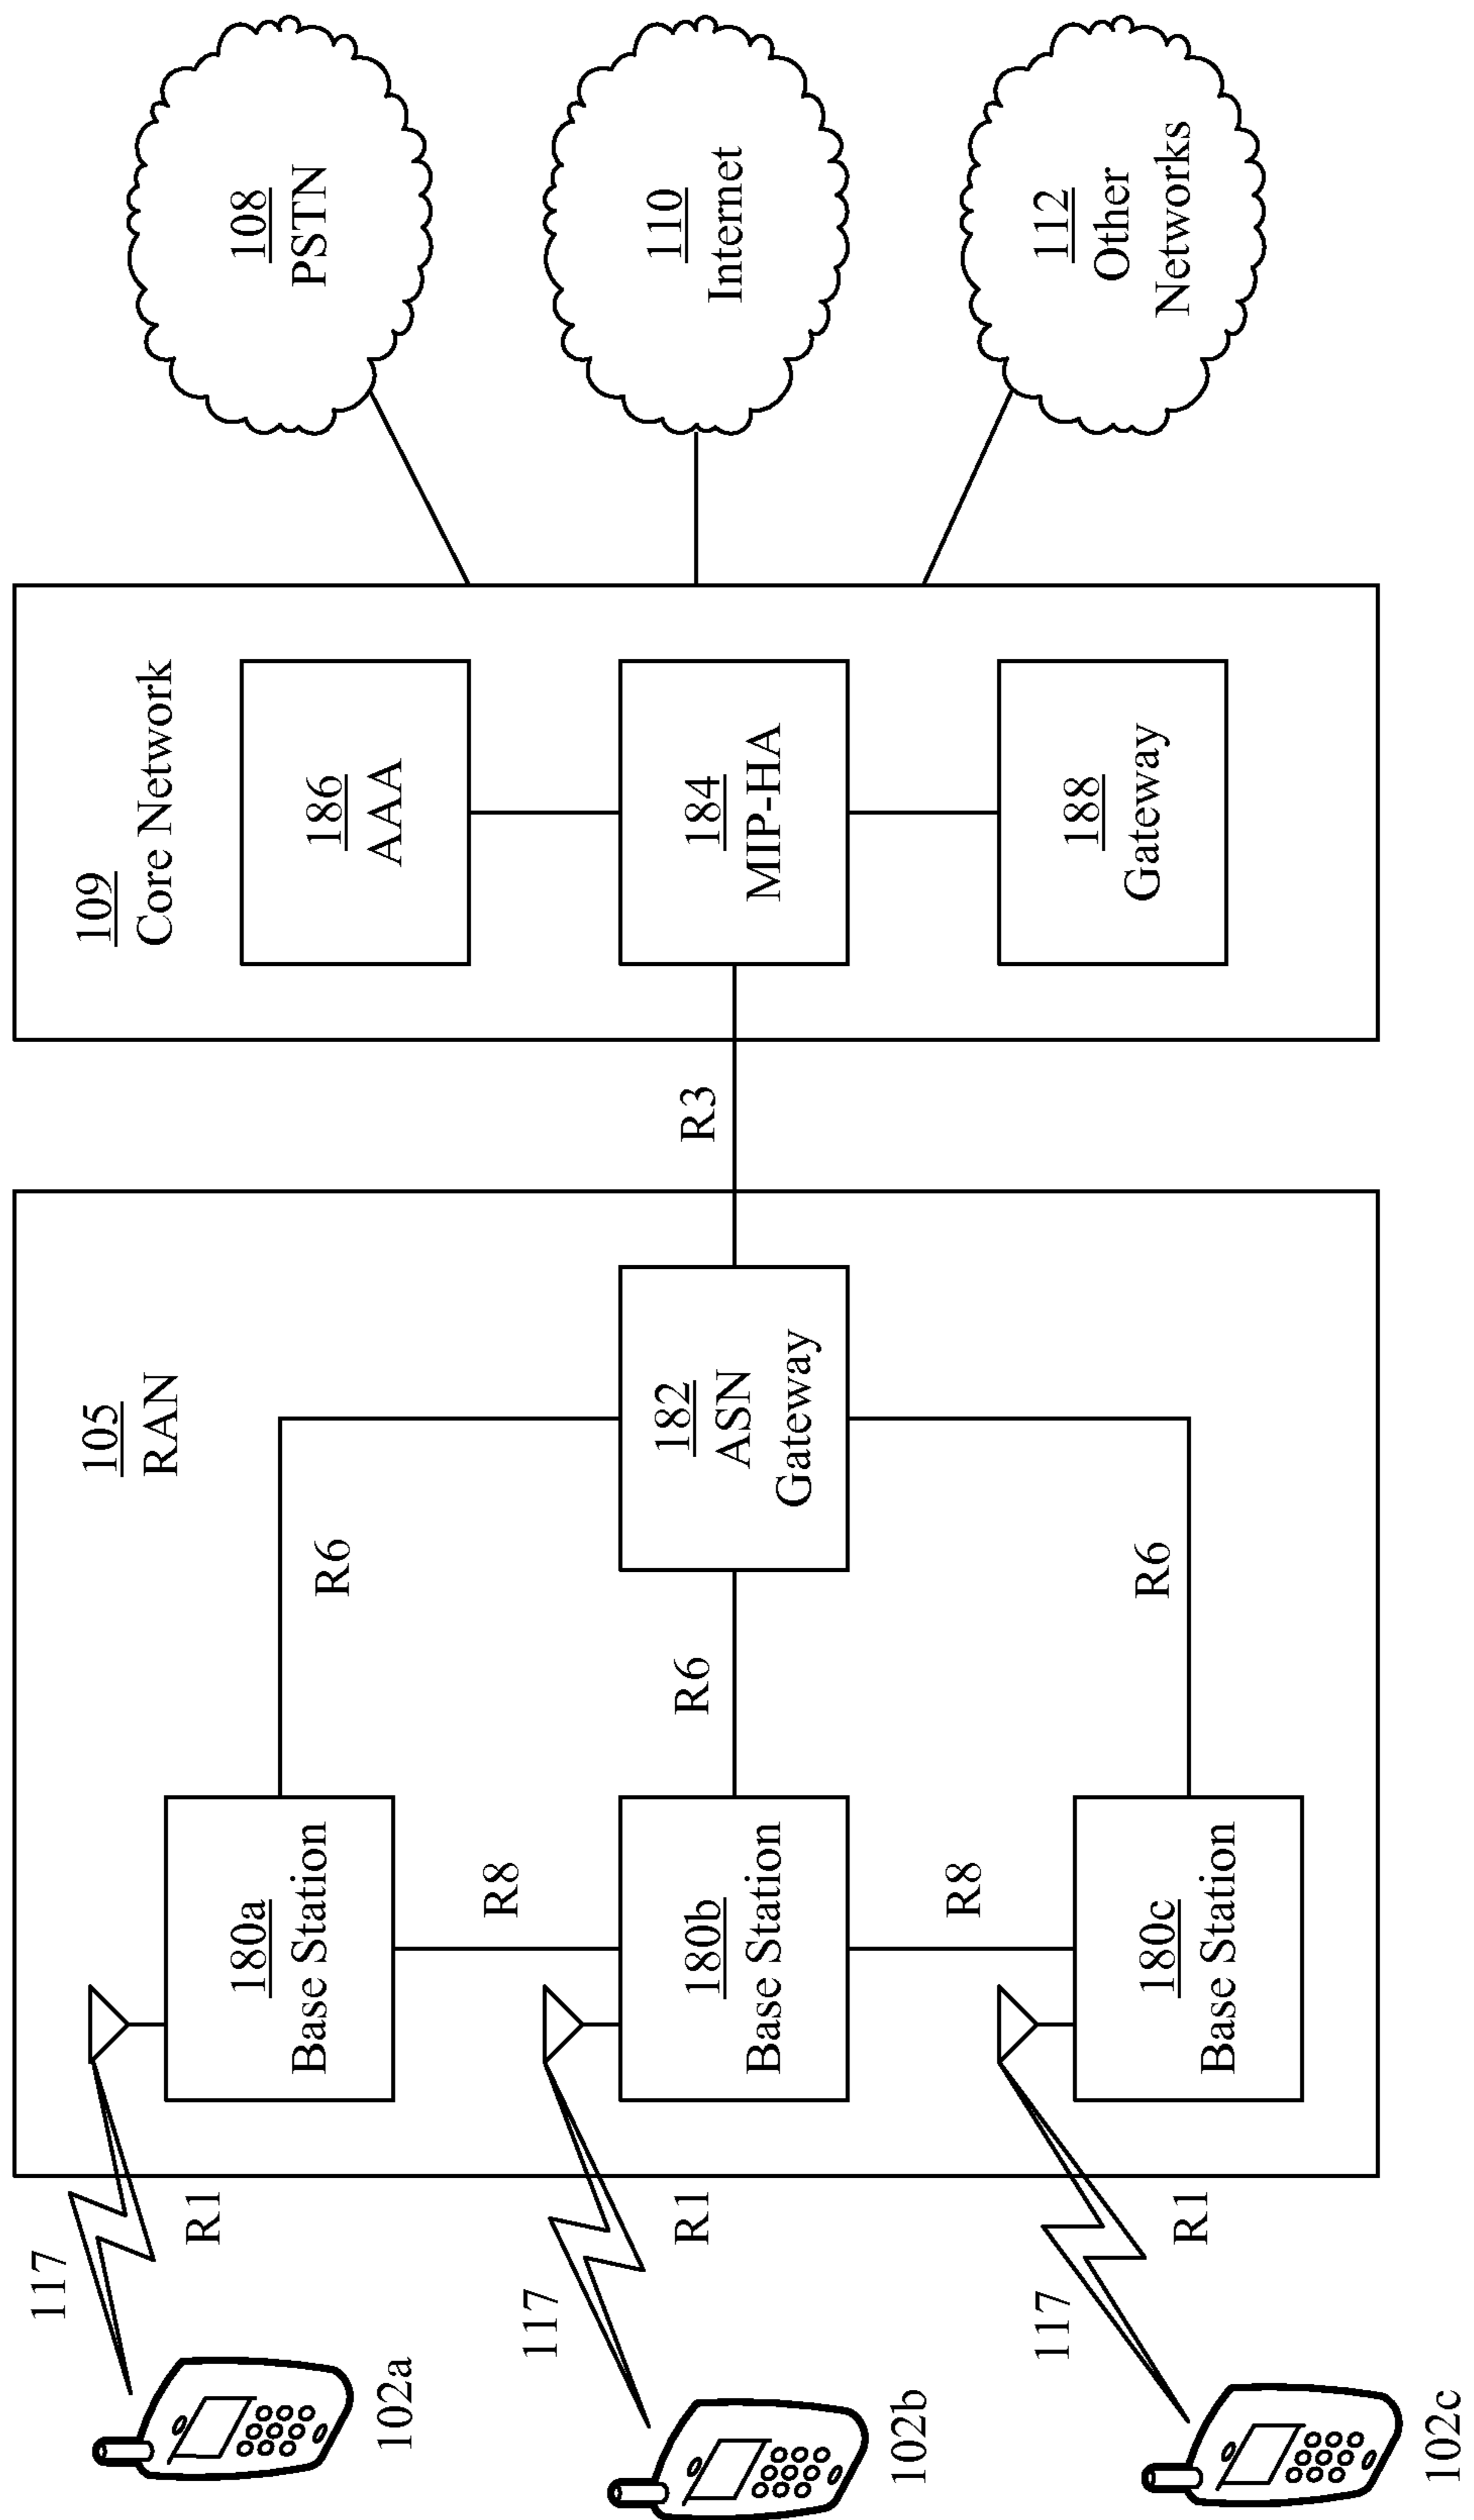 117
R1
102a
117
R1
102b
117
R1
102c
105
RAN
180a
Base Station
R8
180b
Base Station
R8
180c
Base Station
R6
R6
R6
182
ASN
Gateway
R3
109
Core Network
186
AAA
184
MIP-HA
188
Gateway
108
PSTN
110
Internet
112
Other
Networks